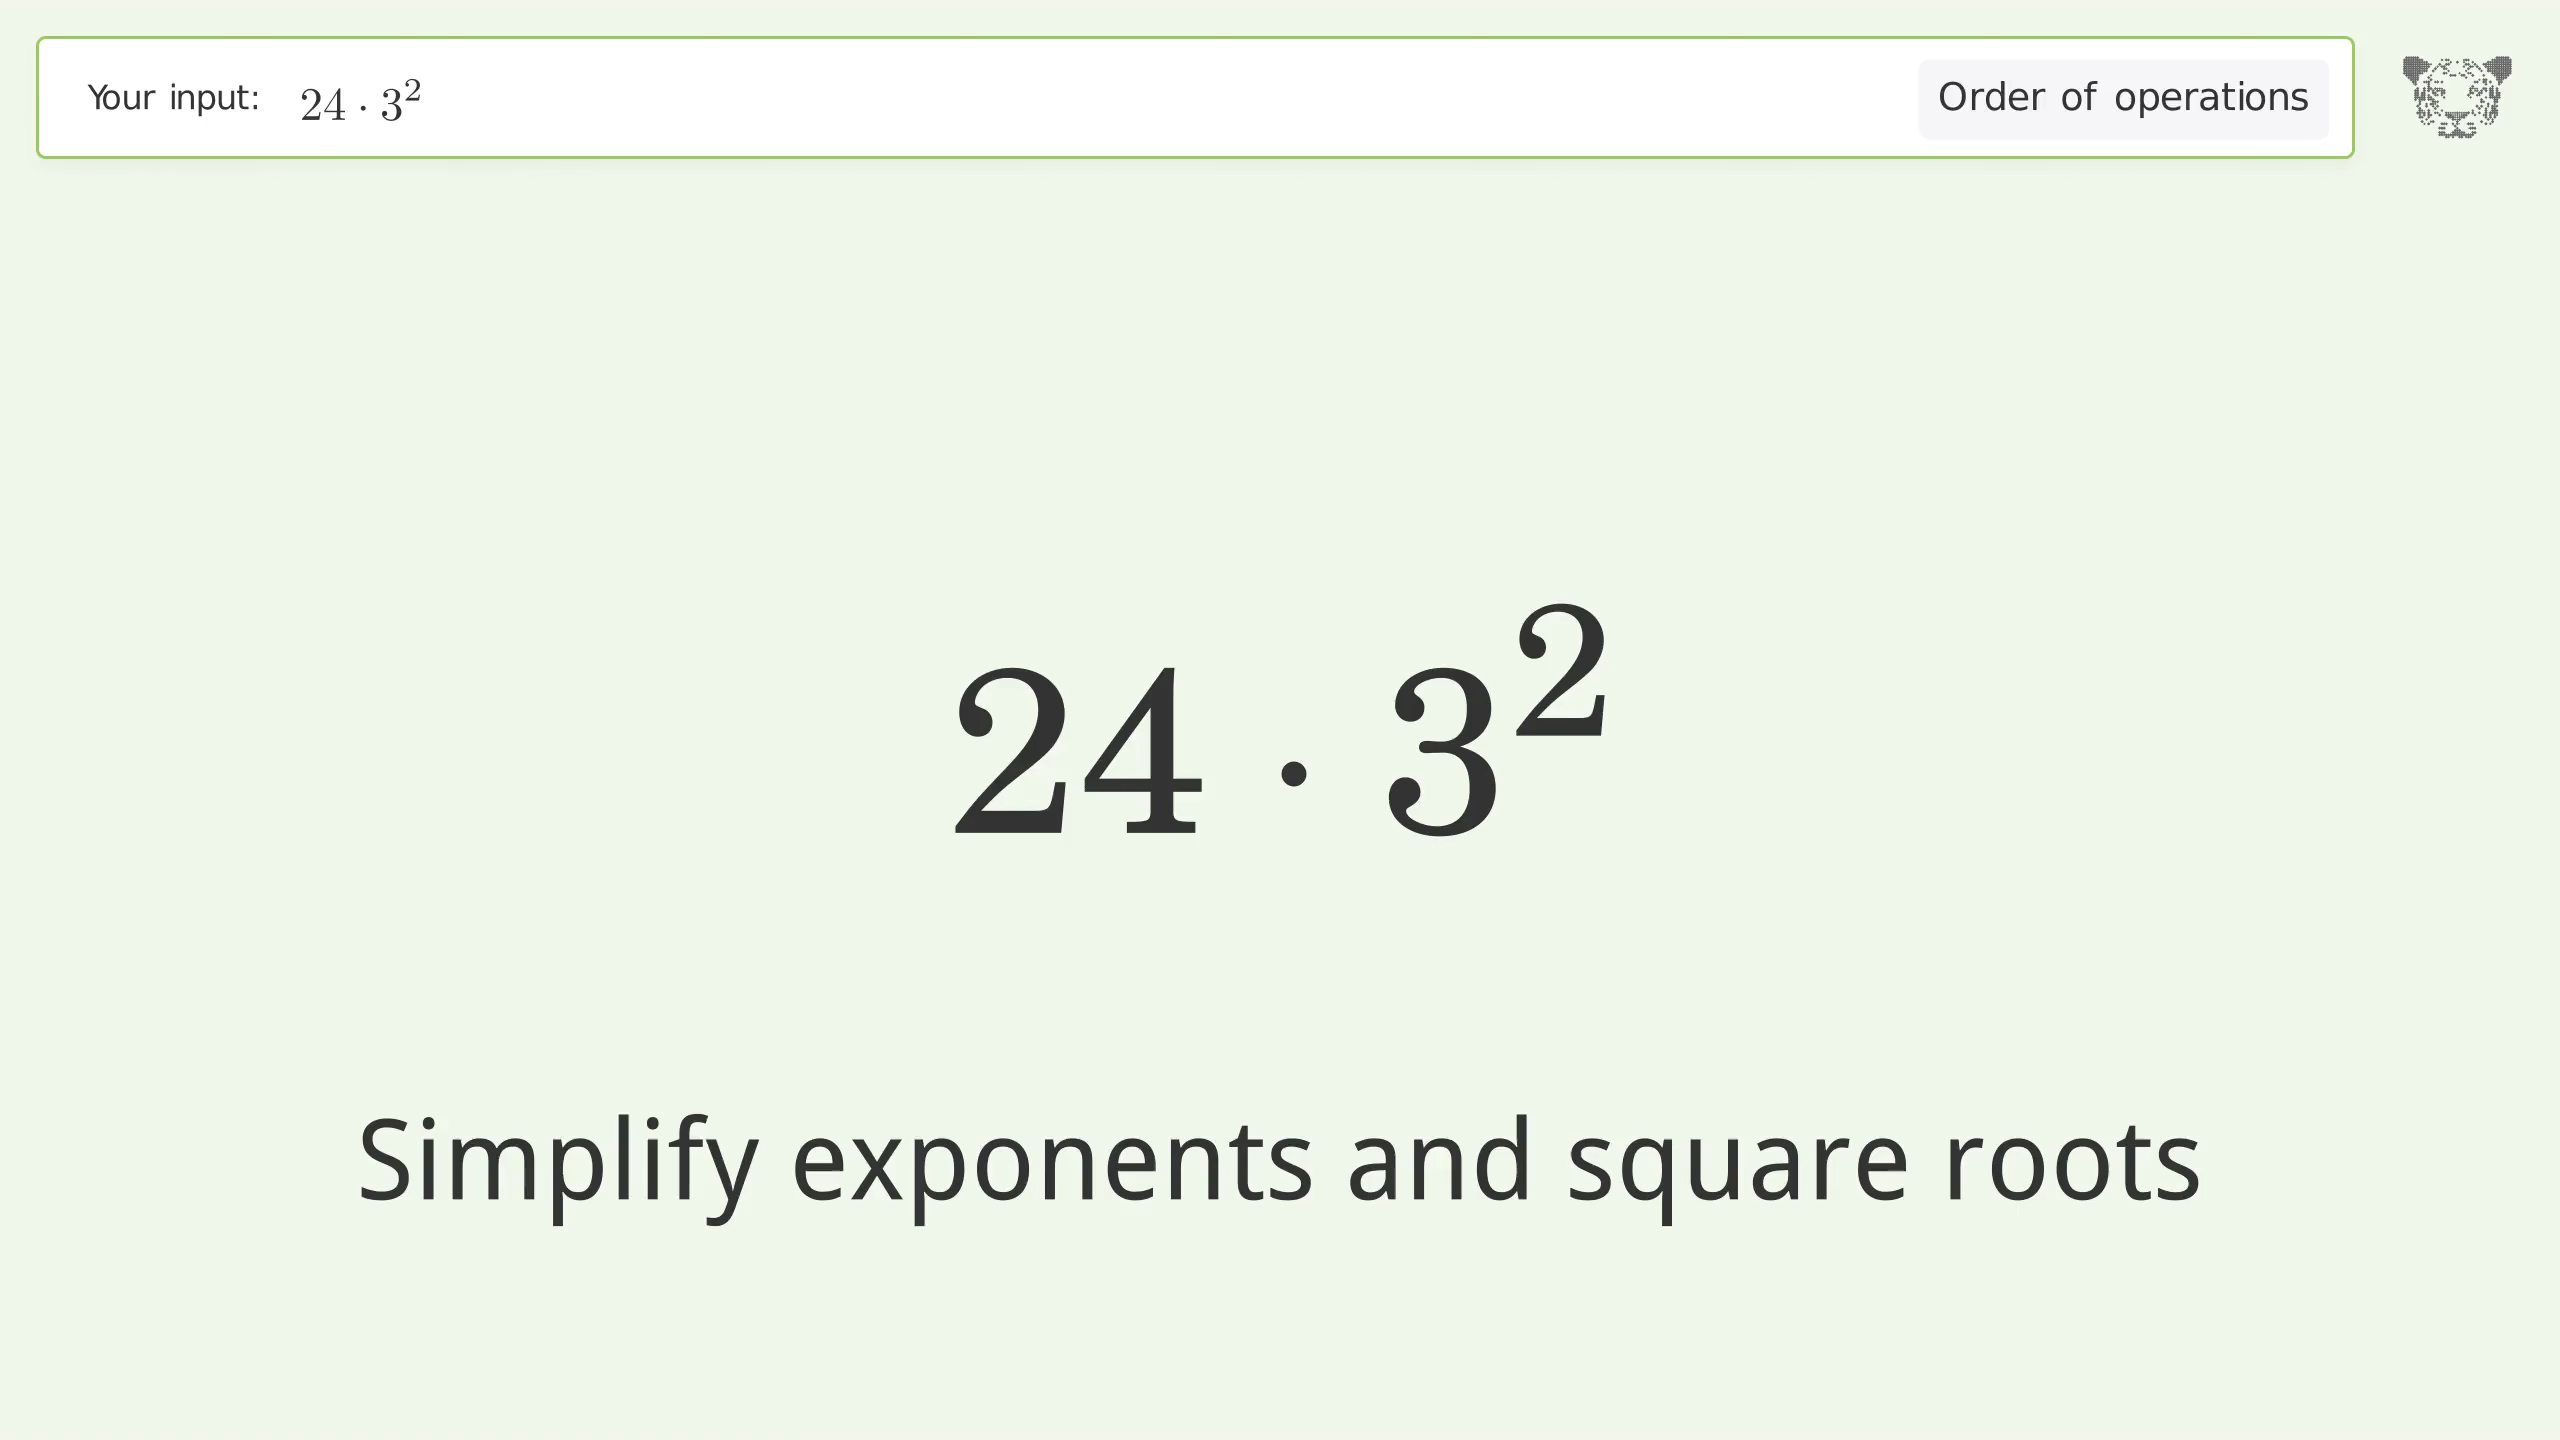 Your input: 24 · 3²
Order of operations
24 · 3²
Simplify exponents and square roots